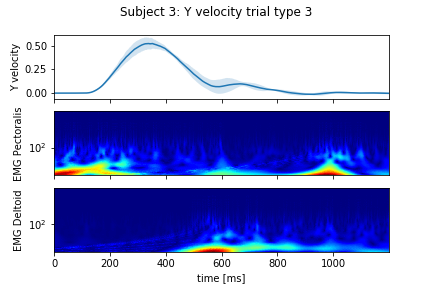 Subject 3: Y velocity trial type 3
Y velocity
0.50
0.25
0.00
EMG Pectoralis
10²
EMG Deltoid
10²
0 200 400 600 800 1000
time [ms]